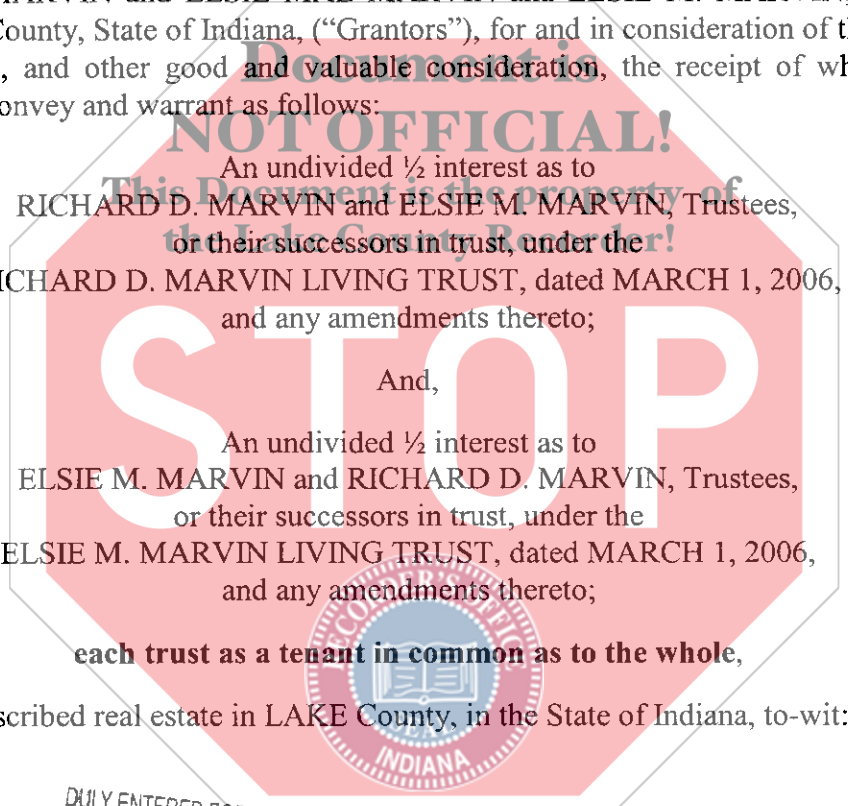 County, State of Indiana, (“Grantors”), for and in consideration of
, and other good and valuable consideration, the receipt of
convey and warrant as follows:
Document is
NOT OFFICIAL!
This Document is the property of
the Lake County Recorder!
An undivided ½ interest as to
RICHARD D. MARVIN and ELSIE M. MARVIN, Trustees,
or their successors in trust, under the
RICHARD D. MARVIN LIVING TRUST, dated MARCH 1, 2006,
and any amendments thereto;
And,
An undivided ½ interest as to
ELSIE M. MARVIN and RICHARD D. MARVIN, Trustees,
or their successors in trust, under the
ELSIE M. MARVIN LIVING TRUST, dated MARCH 1, 2006,
and any amendments thereto;
each trust as a tenant in common as to the whole,
scribed real estate in LAKE County, in the State of Indiana, to-wit:
STOP
RECORDER'S OFFICE
SEAL
INDIANA
DULY ENTERED